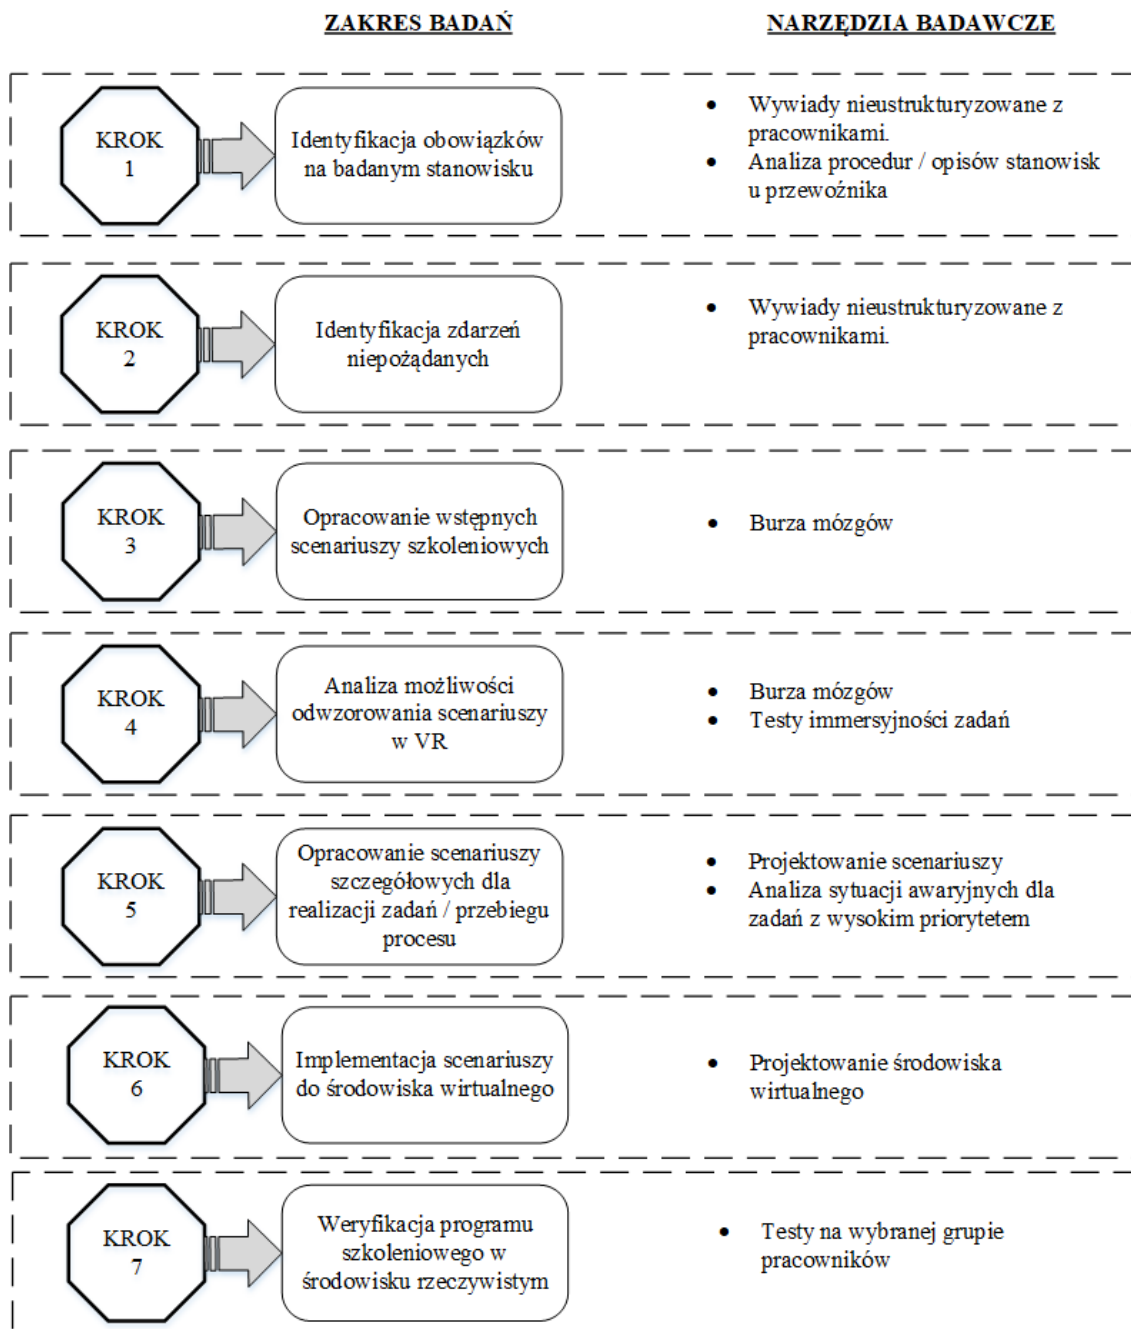 ZAKRES BADAŃ
NARZĘDZIA BADAWCZE
KROK
1
Identyfikacja obowiązków
na badanym stanowisku
• Wywiady nieustrukturyzowane z
pracownikami.
• Analiza procedur / opisów stanowisk
u przewoźnika
KROK
2
Identyfikacja zdarzeń
niepożądanych
• Wywiady nieustrukturyzowane z
pracownikami.
KROK
3
Opracowanie wstępnych
scenariuszy szkoleniowych
• Burza mózgów
KROK
4
Analiza możliwości
odwzorowania scenariuszy
w VR
• Burza mózgów
• Testy immersyjności zadań
KROK
5
Opracowanie scenariuszy
szczegółowych dla
realizacji zadań / przebiegu
procesu
• Projektowanie scenariuszy
• Analiza sytuacji awaryjnych dla
zadań z wysokim priorytetem
KROK
6
Implementacja scenariuszy
do środowiska wirtualnego
• Projektowanie środowiska
wirtualnego
KROK
7
Weryfikacja programu
szkoleniowego w
środowisku rzeczywistym
• Testy na wybranej grupie
pracowników